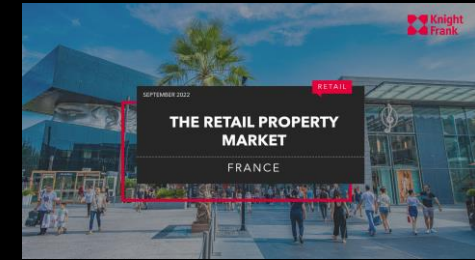 Knight
Frank
RETAIL
SEPTEMBER 2022
THE RETAIL PROPERTY
MARKET
FRANCE